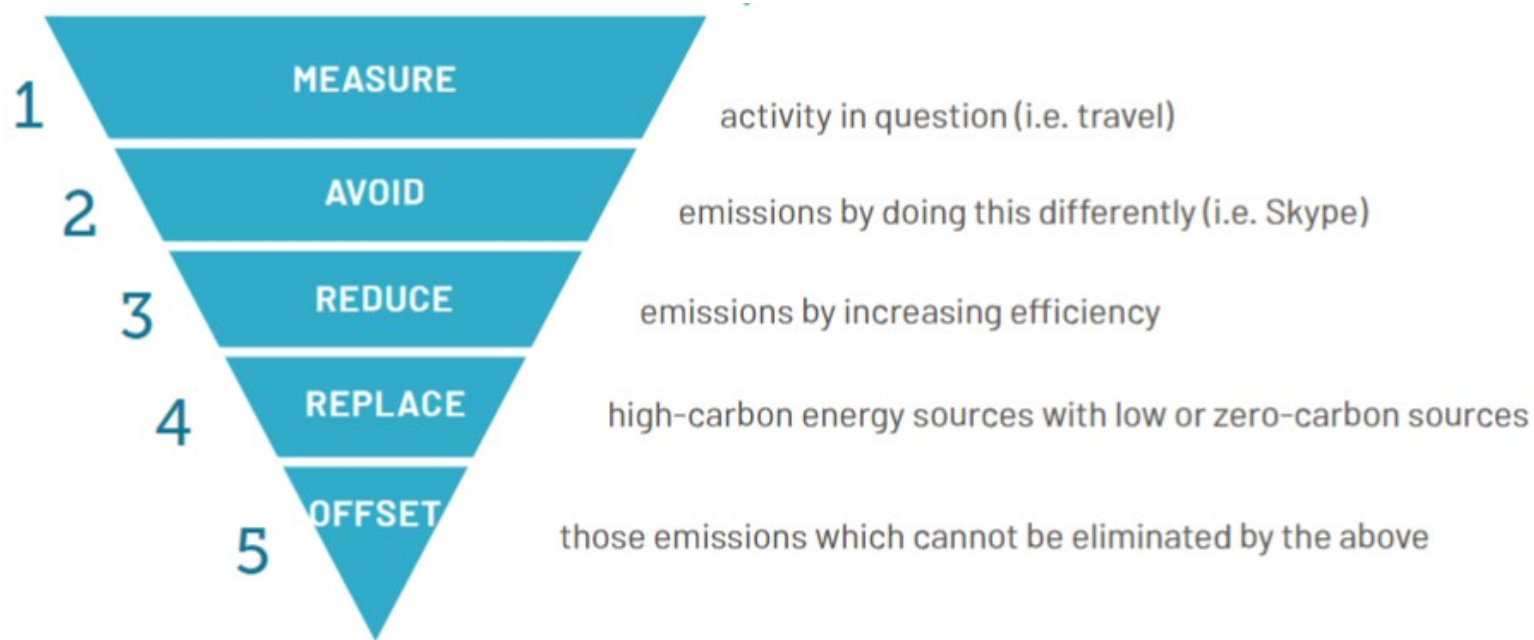 MEASURE
1
activity in question (i.e. travel)
AVOID
2
emissions by doing this differently (i.e. Skype)
REDUCE
3
emissions by increasing efficiency
REPLACE
4
high-carbon energy sources with low or zero-carbon sources
OFFSET
5
those emissions which cannot be eliminated by the above